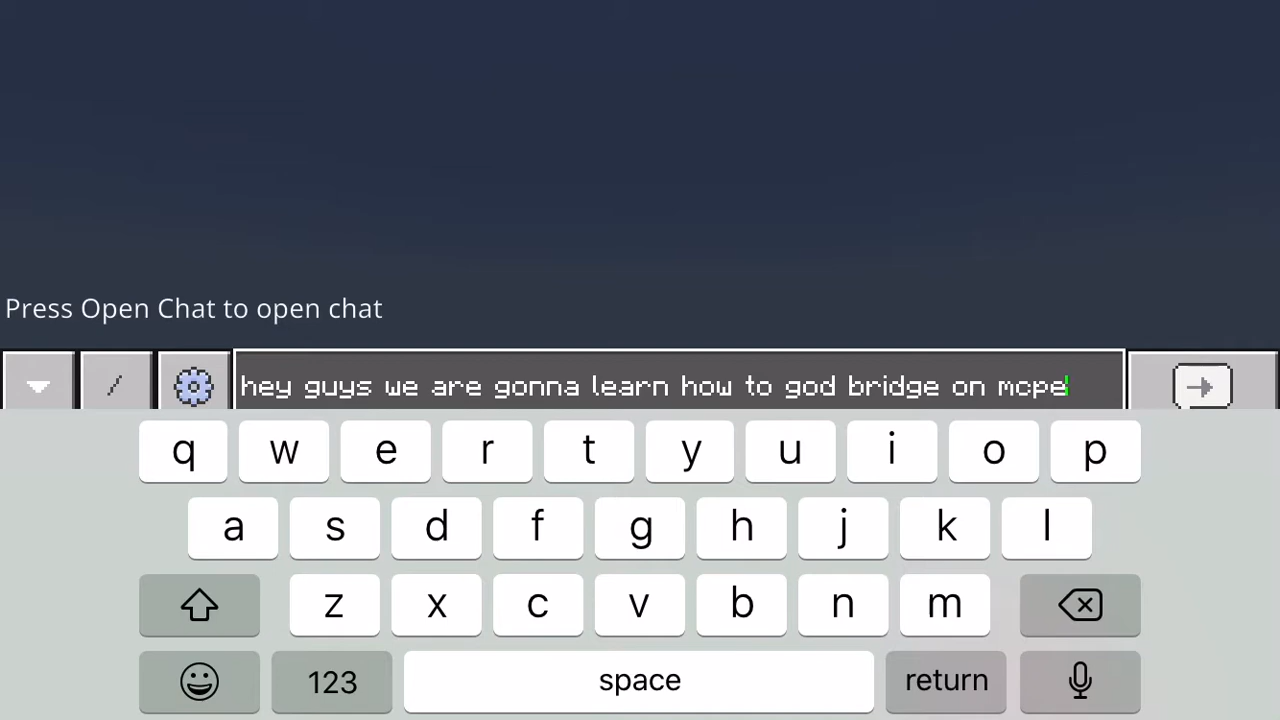 Press Open Chat to open chat
/ hey guys we are gonna learn how to god bridge on mcpe
q w e r t y u i o p
a s d f g h j k l
z x c v b n m
123 space return